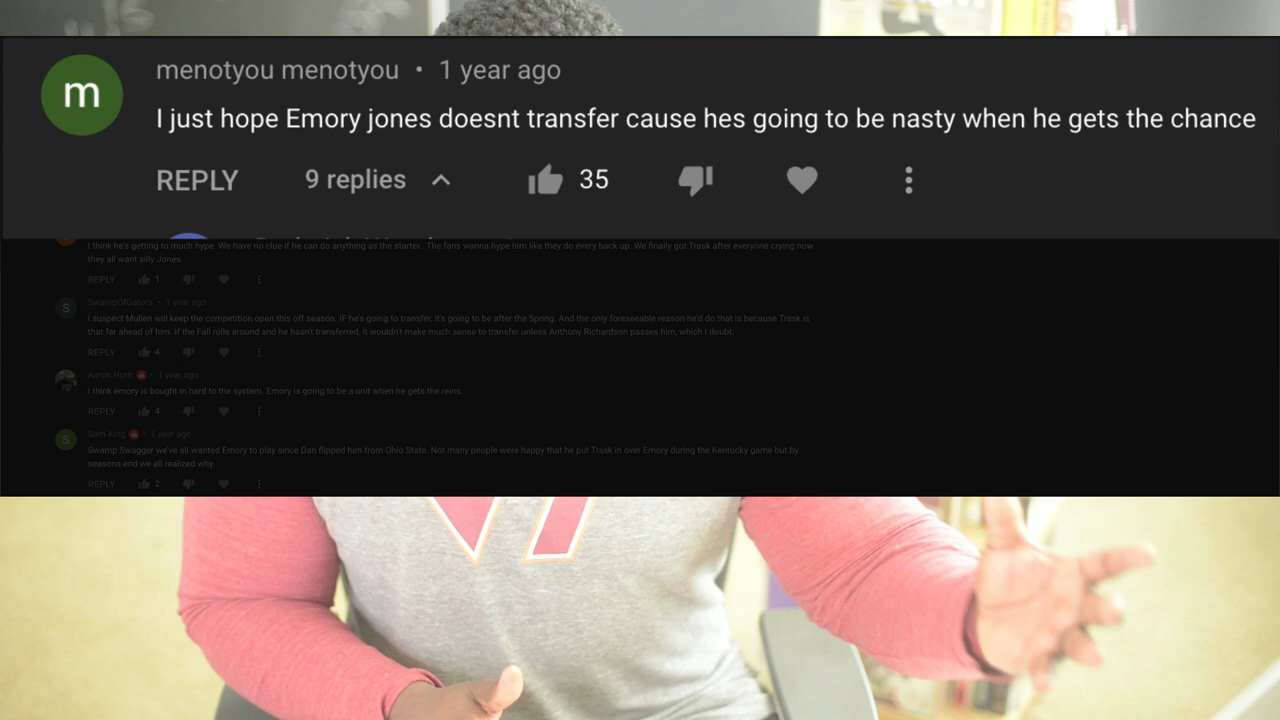 m
menotyou menotyou • 1 year ago
I just hope Emory jones doesnt transfer cause hes going to be nasty when he gets the chance
REPLY 9 replies 35
I think he's getting to much hype. We have no clue if he can do anything as the starter.. The fans wanna hype him like they do every back up. We finally got Trask after everyone crying now
they all want silly Jones.
REPLY 1
S
SwampOfGators • 1 year ago
I suspect Mullen will keep the competition open this off season. IF he's going to transfer, it's going to be after the Spring. And the only foreseeable reason he'd do that is because Trask is
that far ahead of him. If the Fall rolls around and he hasn't transferred, it wouldn't make much sense to transfer unless Anthony Richardson passes him, which I doubt.
REPLY 4
Aaron Horn • 1 year ago
I think emory is bought in hard to the system. Emory is going to be a unit when he gets the reins.
REPLY 4
S
Sam King • 1 year ago
Swamp Swagger we've all wanted Emory to play since Dan flipped him from Ohio State. Not many people were happy that he put Trask in over Emory during the Kentucky game but by
seasons end we all realized why
REPLY 2